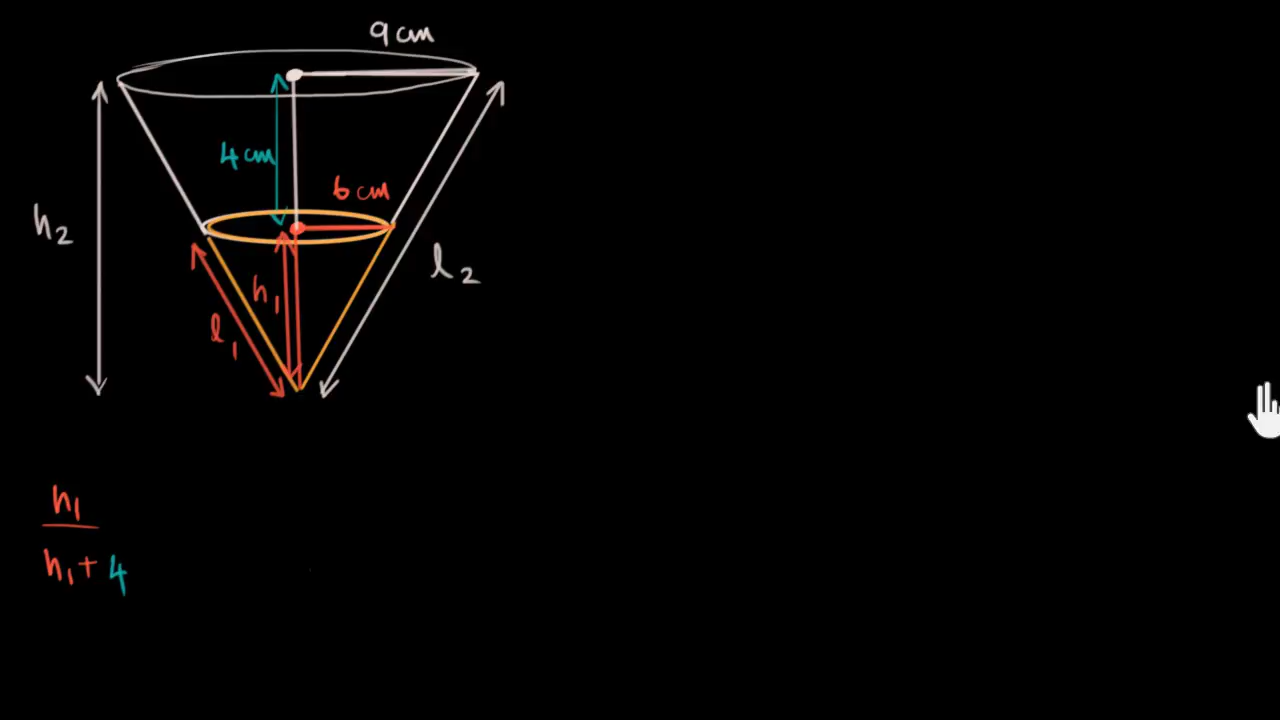 9 cm
4 cm
6 cm
h₂
l₂
h₁
l₁
h₁
h₁ + 4